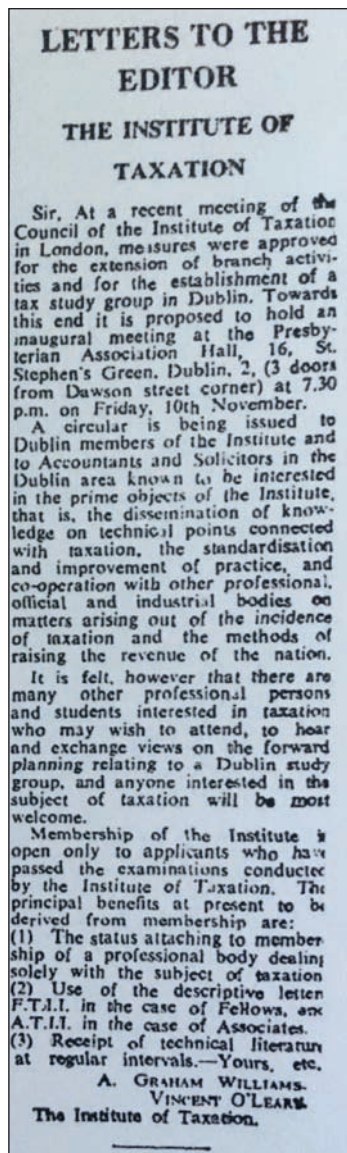 LETTERS TO THE
EDITOR
THE INSTITUTE OF
TAXATION
Sir, At a recent meeting of the
Council of the Institute of Taxation
in London, measures were approved
for the extension of branch activi-
ties and for the establishment of a
tax study group in Dublin. Towards
this end it is proposed to hold an
inaugural meeting at the Presby-
terian Association Hall, 16, St.
Stephen's Green, Dublin, 2, (3 doors
from Dawson street corner) at 7.30
p.m. on Friday, 10th November.
A circular is being issued to
Dublin members of the Institute and
to Accountants and Solicitors in the
Dublin area known to be interested
in the prime objects of the Institute,
that is, the dissemination of know-
ledge on technical points connected
with taxation, the standardisation
and improvement of practice, and
co-operation with other professional,
official and industrial bodies on
matters arising out of the incidence
of taxation and the methods of
raising the revenue of the nation.
It is felt, however that there are
many other professional persons
and students interested in taxation
who may wish to attend, to hear
and exchange views on the forward
planning relating to a Dublin study
group, and anyone interested in the
subject of taxation will be most
welcome.
Membership of the Institute is
open only to applicants who have
passed the examinations conducted
by the Institute of Taxation. The
principal benefits at present to be
derived from membership are:
(1) The status attaching to member
ship of a professional body dealing
solely with the subject of taxation
(2) Use of the descriptive letter
F.T.I.I. in the case of Fellows, and
A.T.I.I. in the case of Associates.
(3) Receipt of technical literature
at regular intervals.—Yours, etc.
A. GRAHAM WILLIAMS.
VINCENT O'LEARY.
The Institute of Taxation.